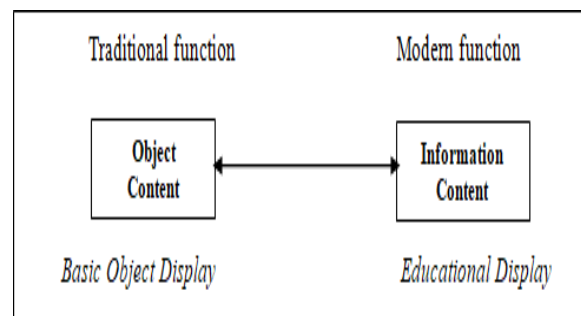 Traditional function
Modern function
Object
Content
Information
Content
Basic Object Display
Educational Display